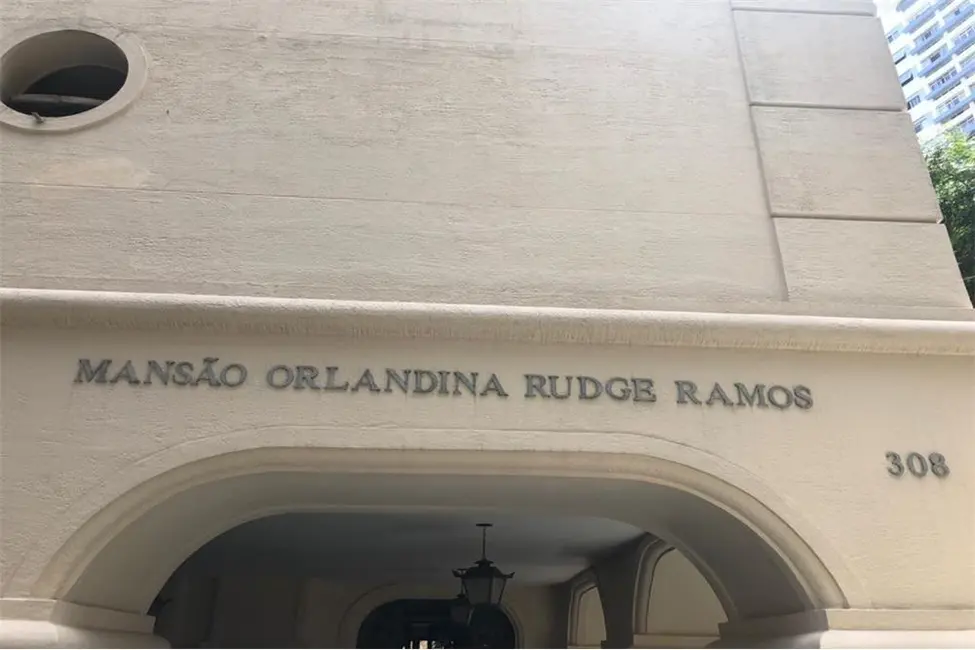 MANSÃO ORLANDINA RUDGE RAMOS
308